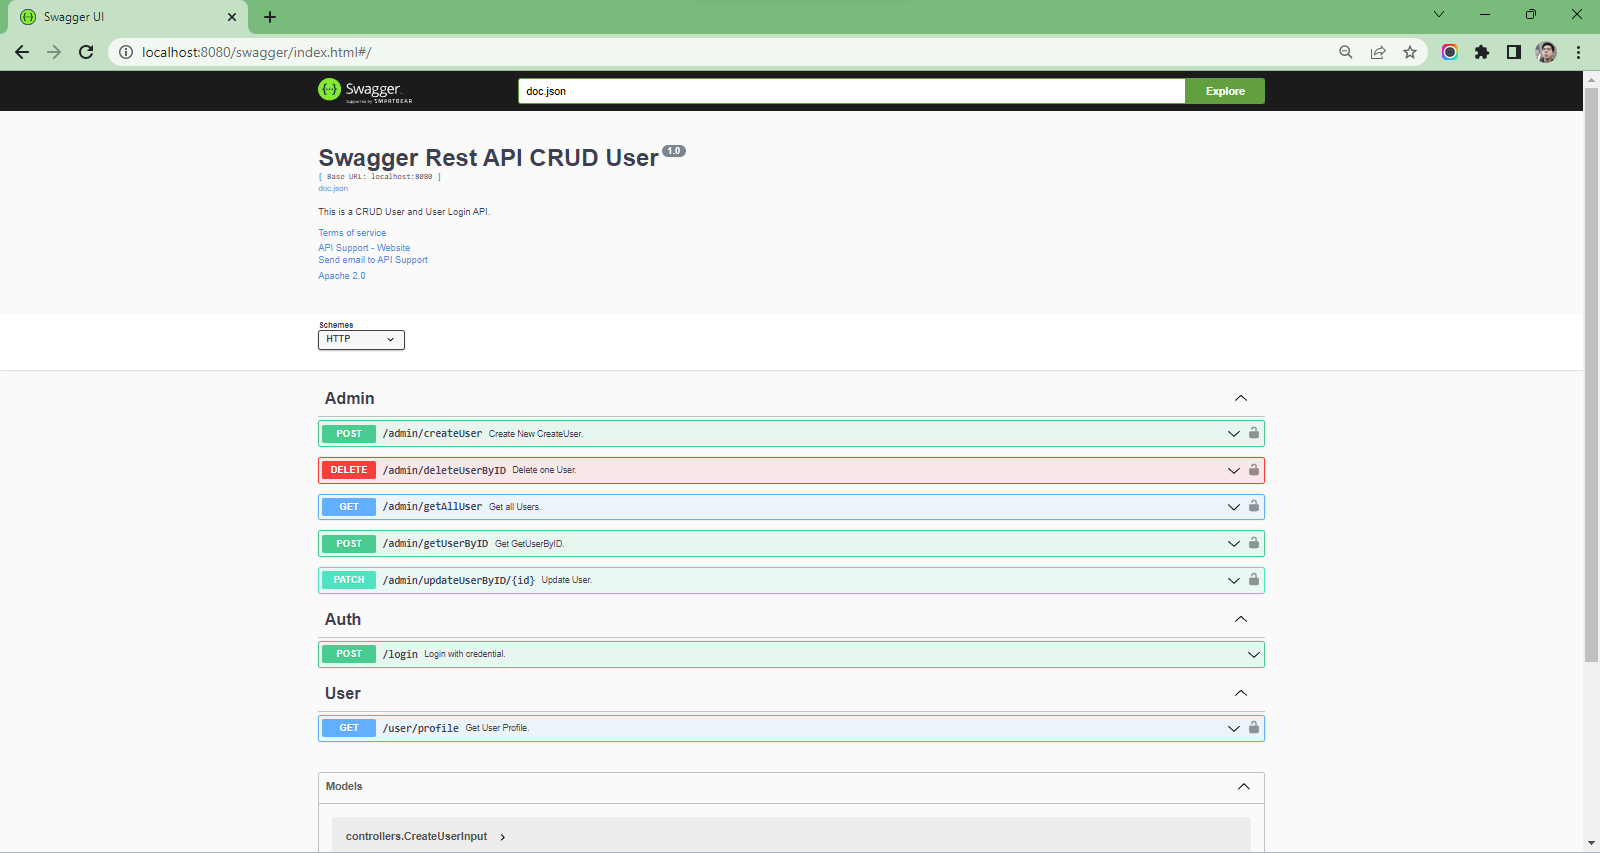 Swagger UI
localhost:8080/swagger/index.html#/
Swagger
Supported by SMARTBEAR
doc.json
Explore
Swagger Rest API CRUD User 1.0
[ Base URL: localhost:8080 ]
doc.json
This is a CRUD User and User Login API.
Terms of service
API Support - Website
Send email to API Support
Apache 2.0
Schemes
HTTP
Admin
POST /admin/createUser Create New CreateUser.
DELETE /admin/deleteUserByID Delete one User.
GET /admin/getAllUser Get all Users.
POST /admin/getUserByID Get GetUserByID.
PATCH /admin/updateUserByID/{id} Update User.
Auth
POST /login Login with credential.
User
GET /user/profile Get User Profile.
Models
controllers.CreateUserInput